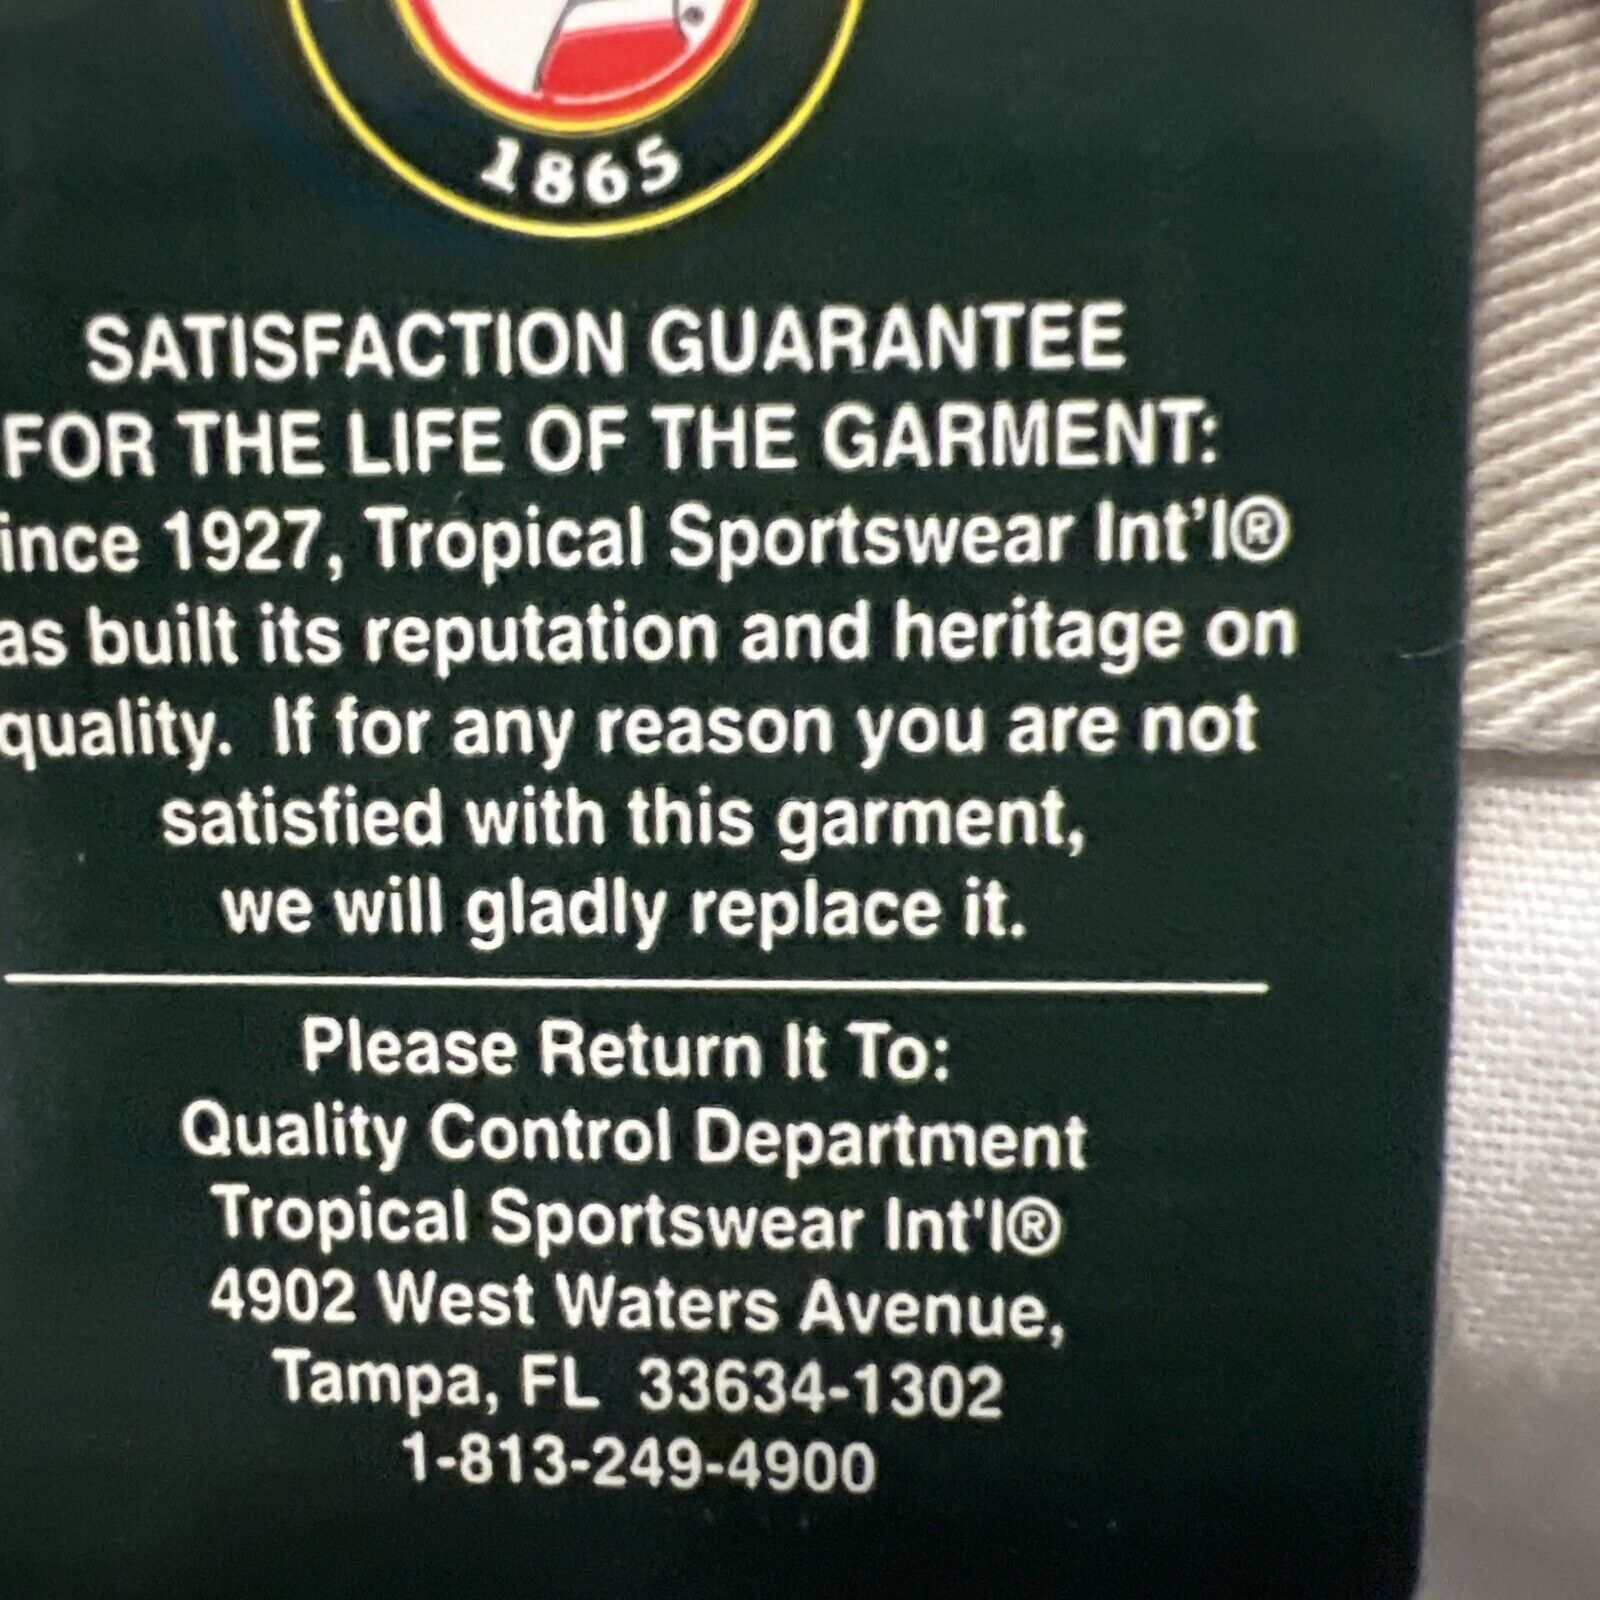 1865
SATISFACTION GUARANTEE
FOR THE LIFE OF THE GARMENT:
ince 1927, Tropical Sportswear Int'l®
as built its reputation and heritage on
quality. If for any reason you are not
satisfied with this garment,
we will gladly replace it.
Please Return It To:
Quality Control Department
Tropical Sportswear Int'l®
4902 West Waters Avenue,
Tampa, FL 33634-1302
1-813-249-4900